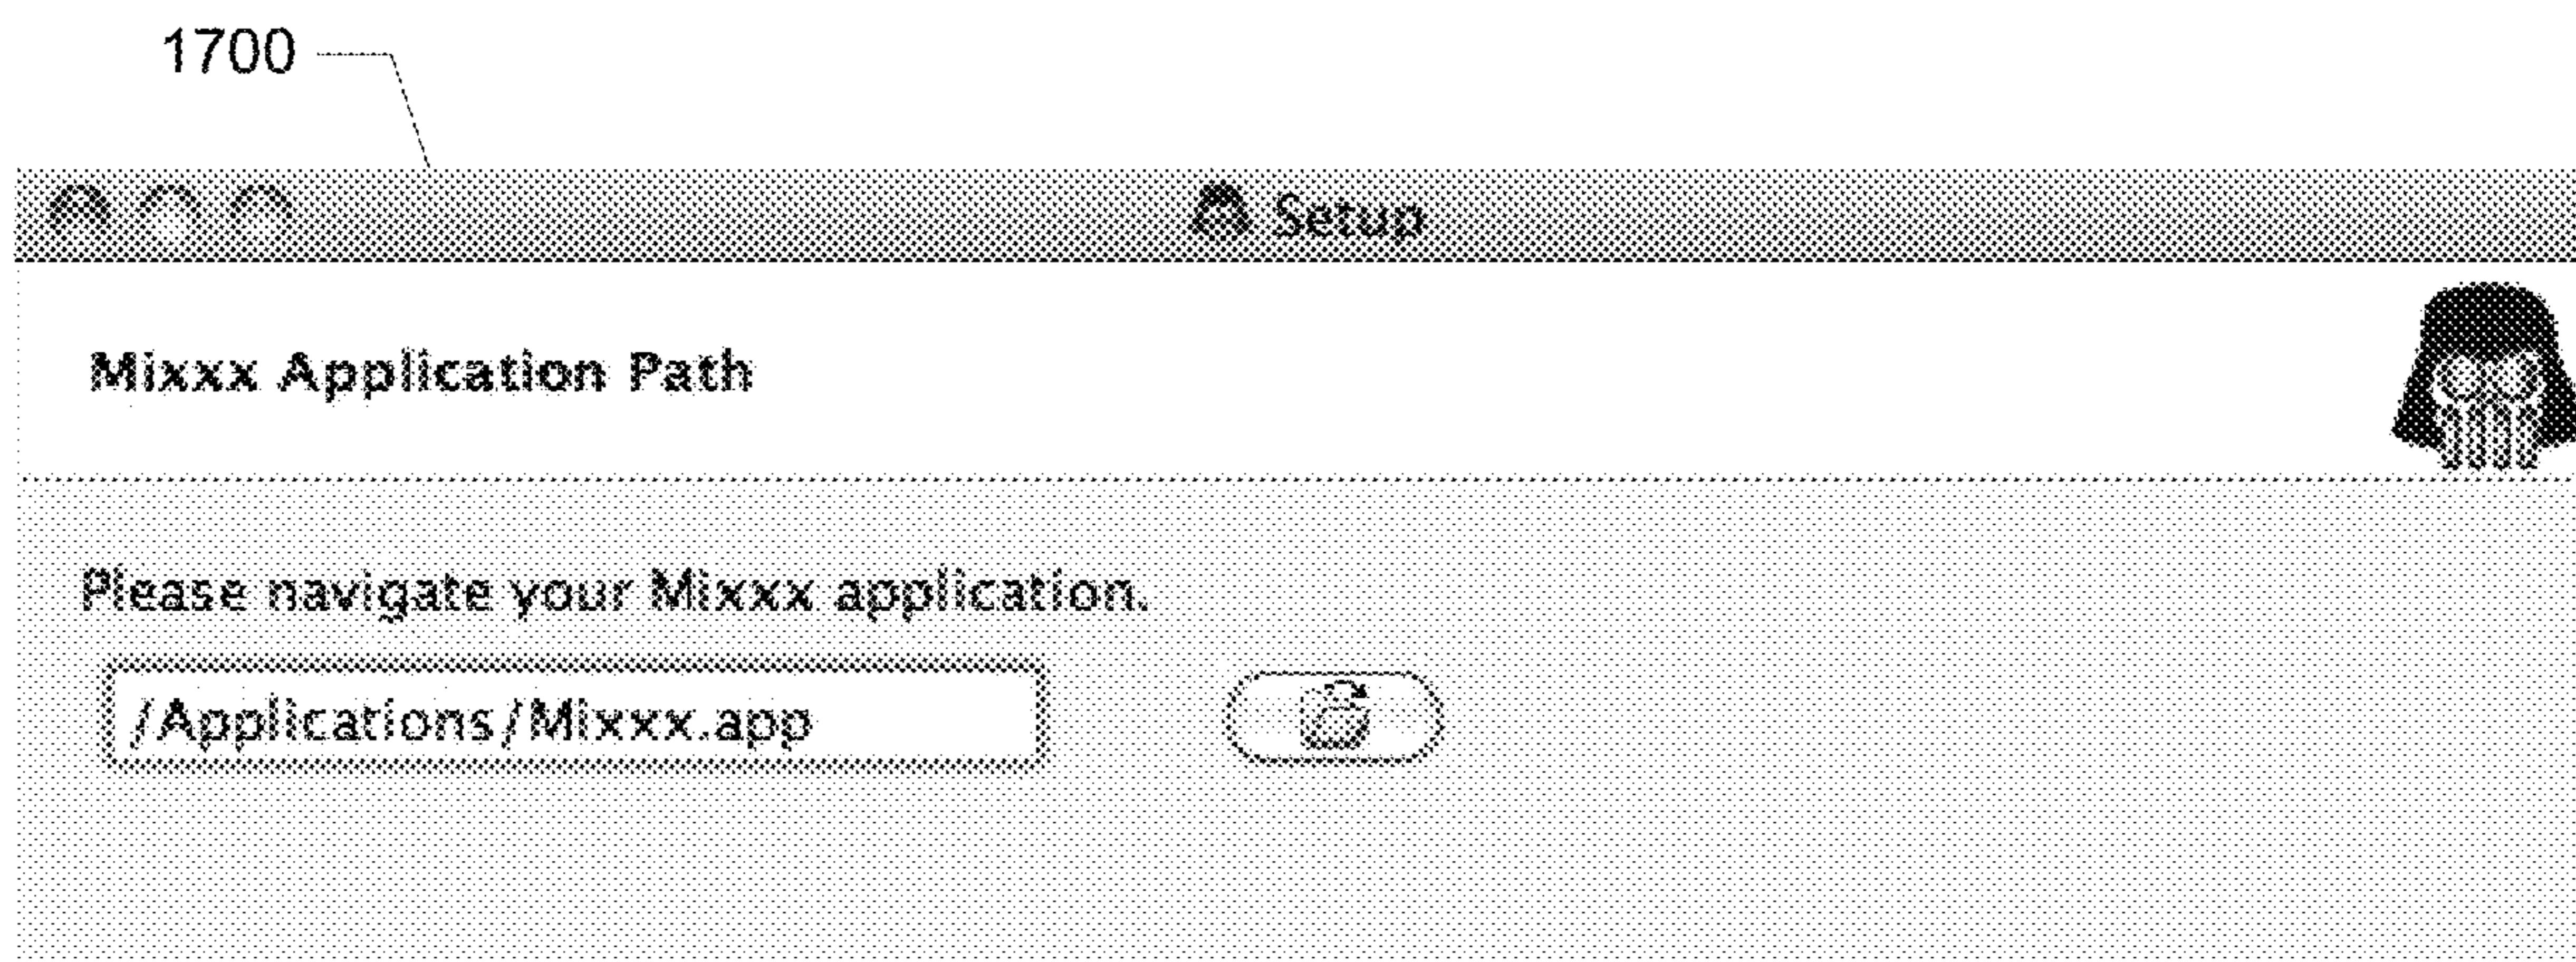 1700
Setup
Mixxx Application Path
Please navigate your Mixxx application.
/Applications/Mixxx.app